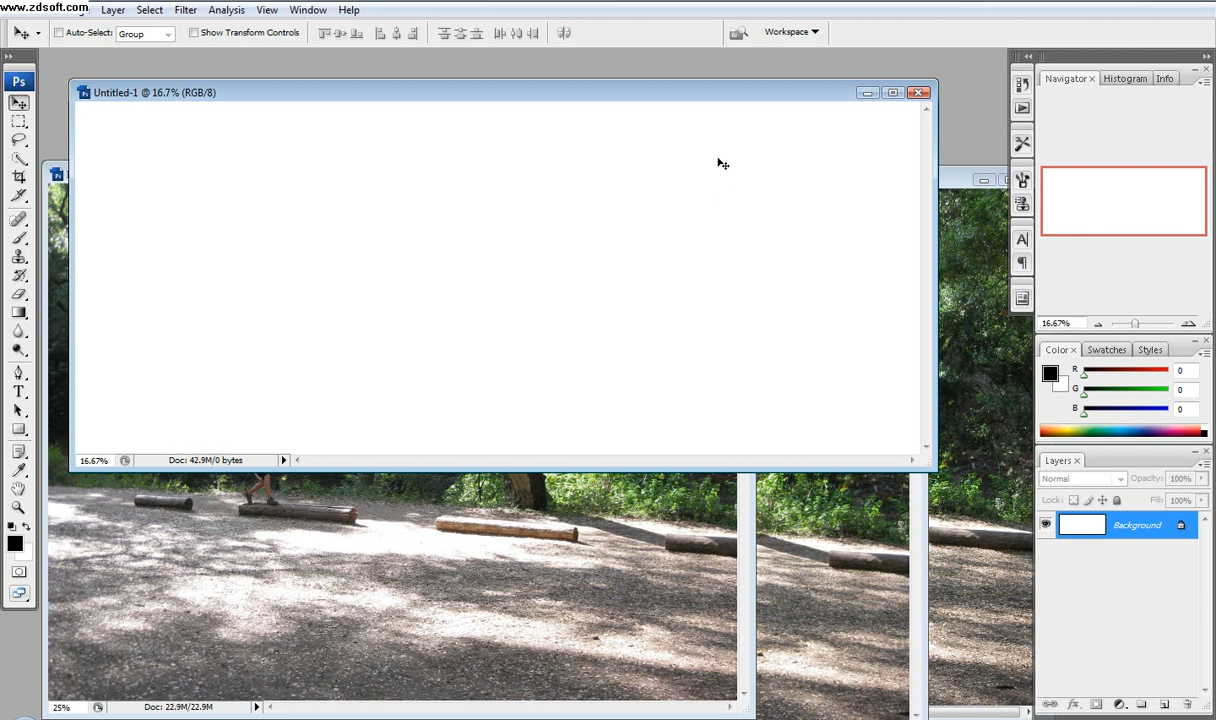 www.zdsoft.com
Layer Select Filter Analysis View Window Help
Auto-Select: Group Show Transform Controls Workspace
Ps
Untitled-1 @ 16.7% (RGB/8)
16.67% Doc: 42.9M/0 bytes
25% Doc: 22.9M/22.9M
Navigator × Histogram Info
16.67%
Color × Swatches Styles
R 0
G 0
B 0
Layers ×
Normal Opacity: 100%
Lock: Fill: 100%
Background